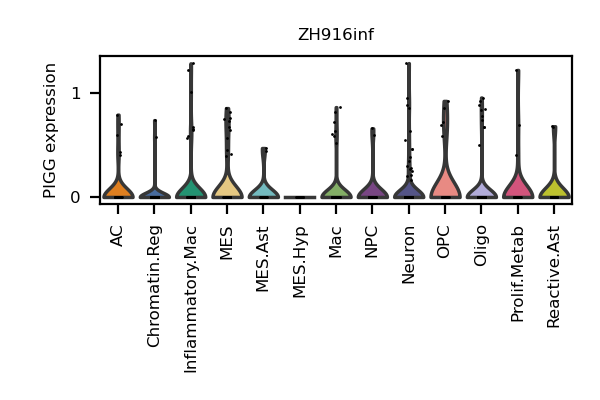 ZH916inf
PIGG expression
1
0
AC
Chromatin.Reg
Inflammatory.Mac
MES
MES.Ast
MES.Hyp
Mac
NPC
Neuron
OPC
Oligo
Prolif.Metab
Reactive.Ast